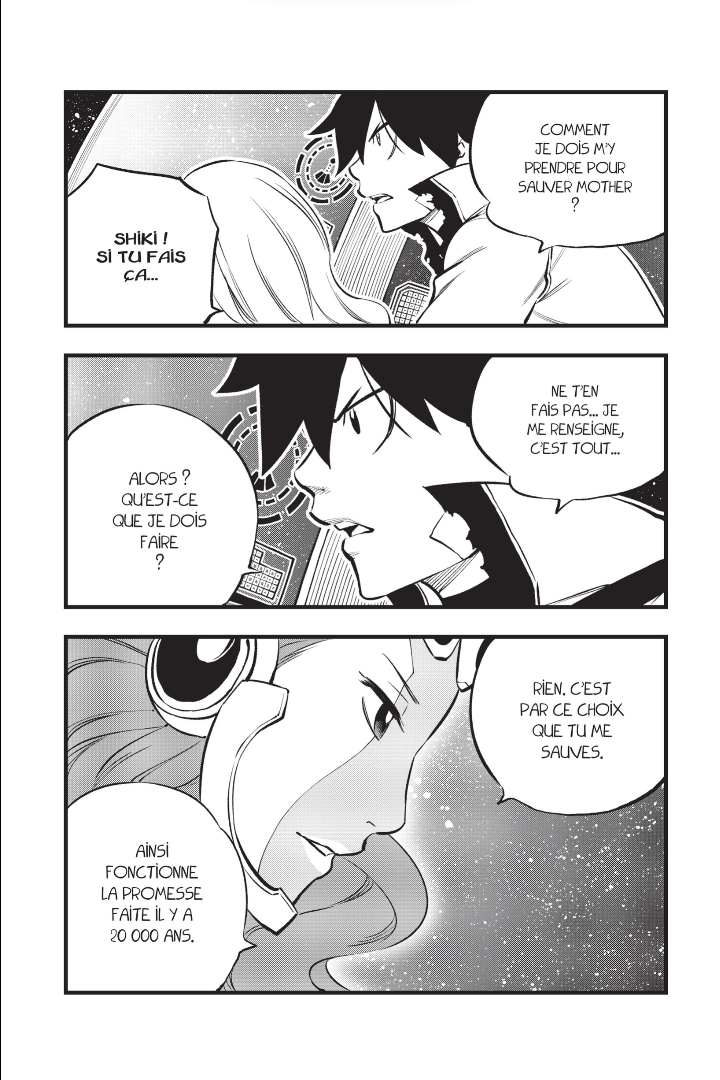 COMMENT
JE DOIS M'Y
PRENDRE POUR
SAUVER MOTHER
?
SHIKI !
SI TU FAIS
ÇA...
NE T'EN
FAIS PAS... JE
ME RENSEIGNE,
C'EST TOUT...
ALORS ?
QU'EST-CE
QUE JE DOIS
FAIRE
?
RIEN. C'EST
PAR CE CHOIX
QUE TU ME
SAUVES.
AINSI
FONCTIONNE
LA PROMESSE
FAITE IL Y A
20 000 ANS.